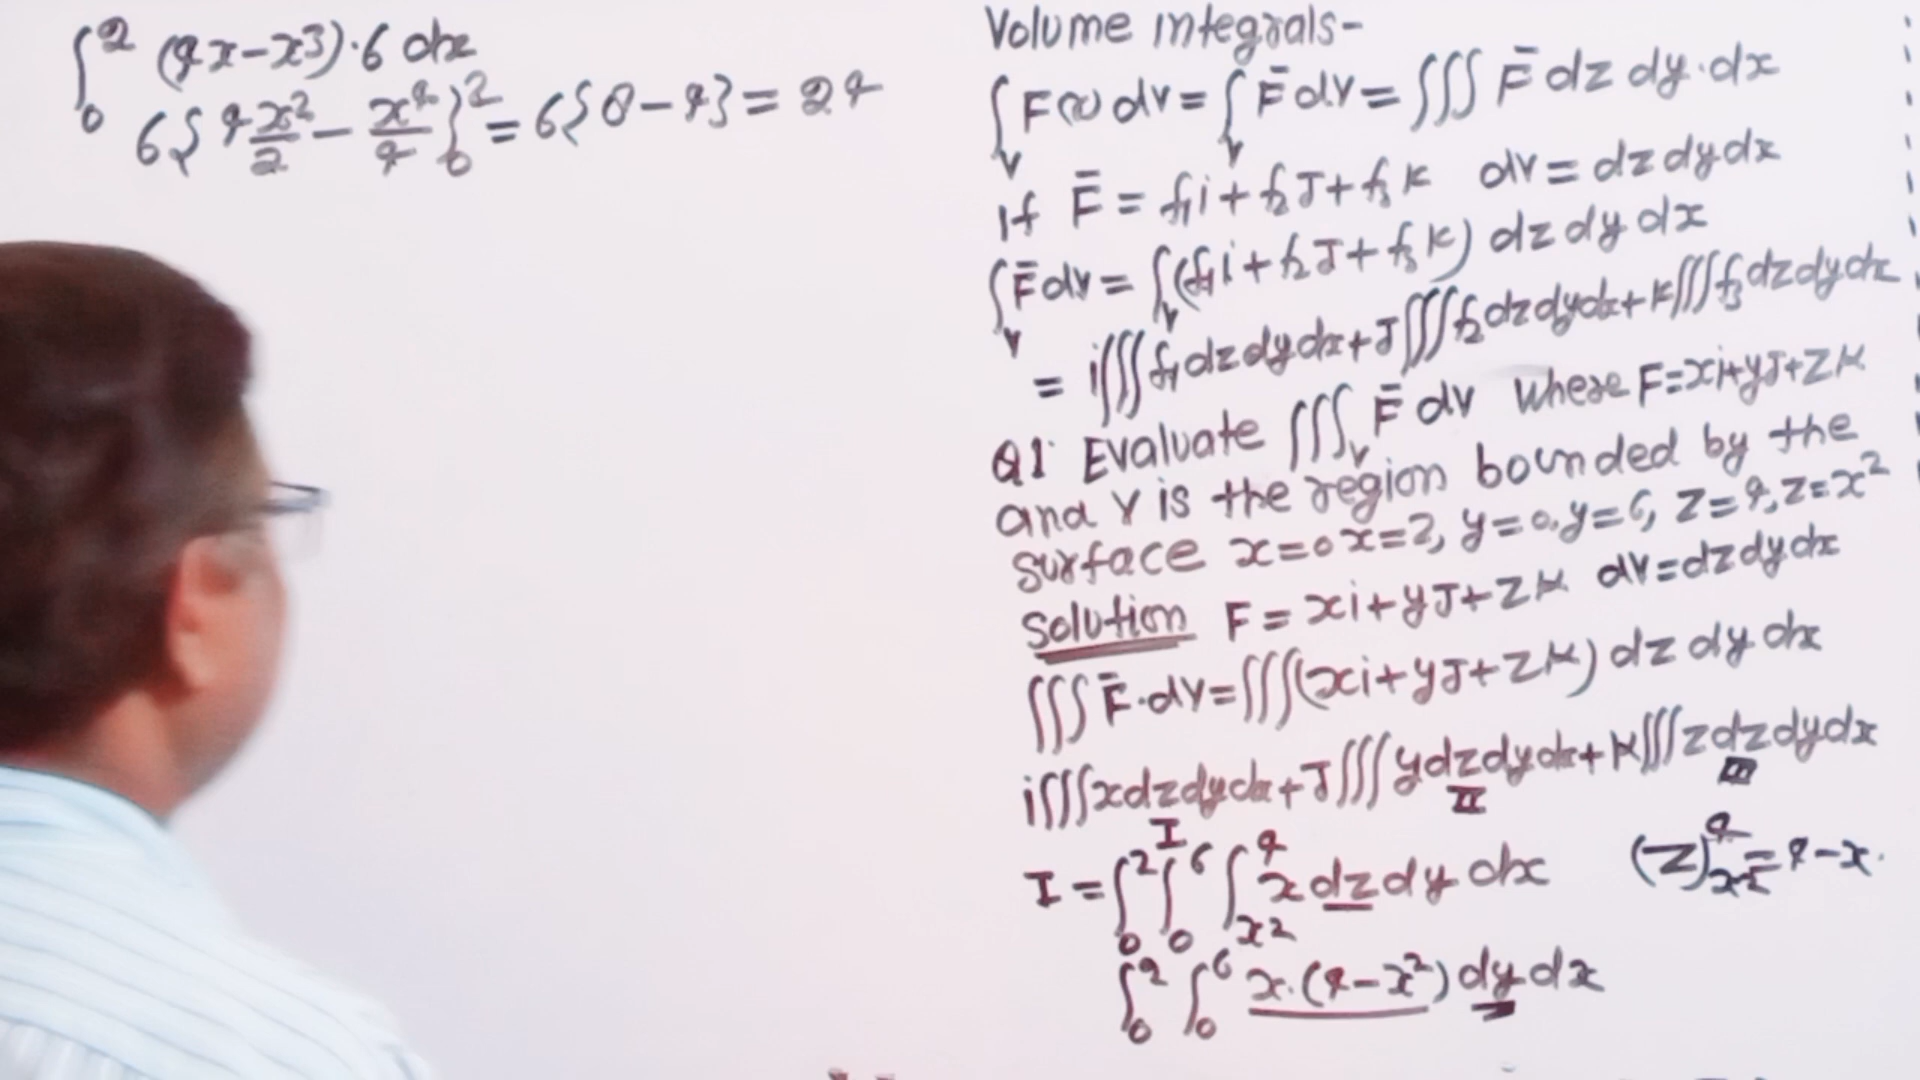 ∫₀² (4x-x³)·6 dx
6{4x²/2 - x⁴/4}₀² = 6{8-4} = 24
Volume integrals-
∫ᵥ F(r) dv = ∫ᵥ F̄ dv = ∫∫∫ F̄ dz dy·dx
If F̄ = f₁i + f₂J + f₃K dv = dz dy dx
∫ᵥ F̄ dv = ∫ᵥ (f₁i + f₂J + f₃K) dz dy dx
= i∫∫∫ f₁ dz dy dx + J∫∫∫ f₂ dz dy dx + K∫∫∫ f₃ dz dy dx
Q1· Evaluate ∫∫∫ᵥ F̄ dv where F = xi+yJ+ZK
and V is the region bounded by the
surface x=0 x=2, y=0, y=6, Z=4, Z=x²
Solution F = xi+yJ+ZK dv = dz dy dx
∫∫∫ F̄·dv = ∫∫∫(xi+yJ+ZK) dz dy dx
i∫∫∫ x dz dy dx + J∫∫∫ y dz dy dx + K∫∫∫ z dz dy dx
I II III
I = ∫₀² ∫₀⁶ ∫ₓ₂⁴ x dz dy dx (Z)ₓ₂⁴ = 4-x·
∫₀² ∫₀⁶ x·(4-x²) dy dx